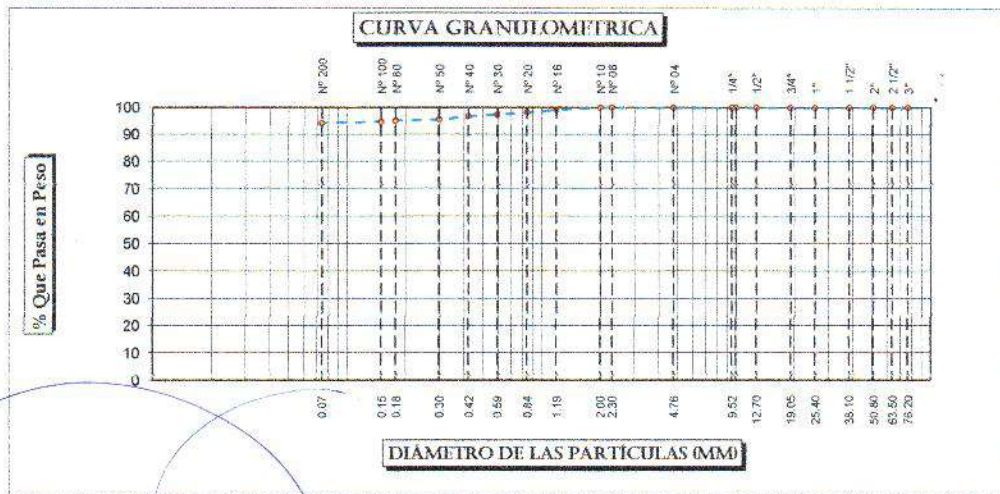 CURVA GRANULOMETRICA
Nº 200 Nº 100 Nº 80 Nº 50 Nº 40 Nº 30 Nº 20 Nº 16 Nº 10 Nº 08 Nº 04 1/4" 1/2" 3/4" 1" 1 1/2" 2" 2 1/2" 3"
% Que Pasa en Peso
100
90
80
70
60
50
40
30
20
10
0
0.07 0.15 0.18 0.30 0.42 0.59 0.84 1.19 2.00 2.30 4.76 9.52 12.70 19.05 25.40 38.10 50.80 63.50 76.20
DIÁMETRO DE LAS PARTÍCULAS (MM)